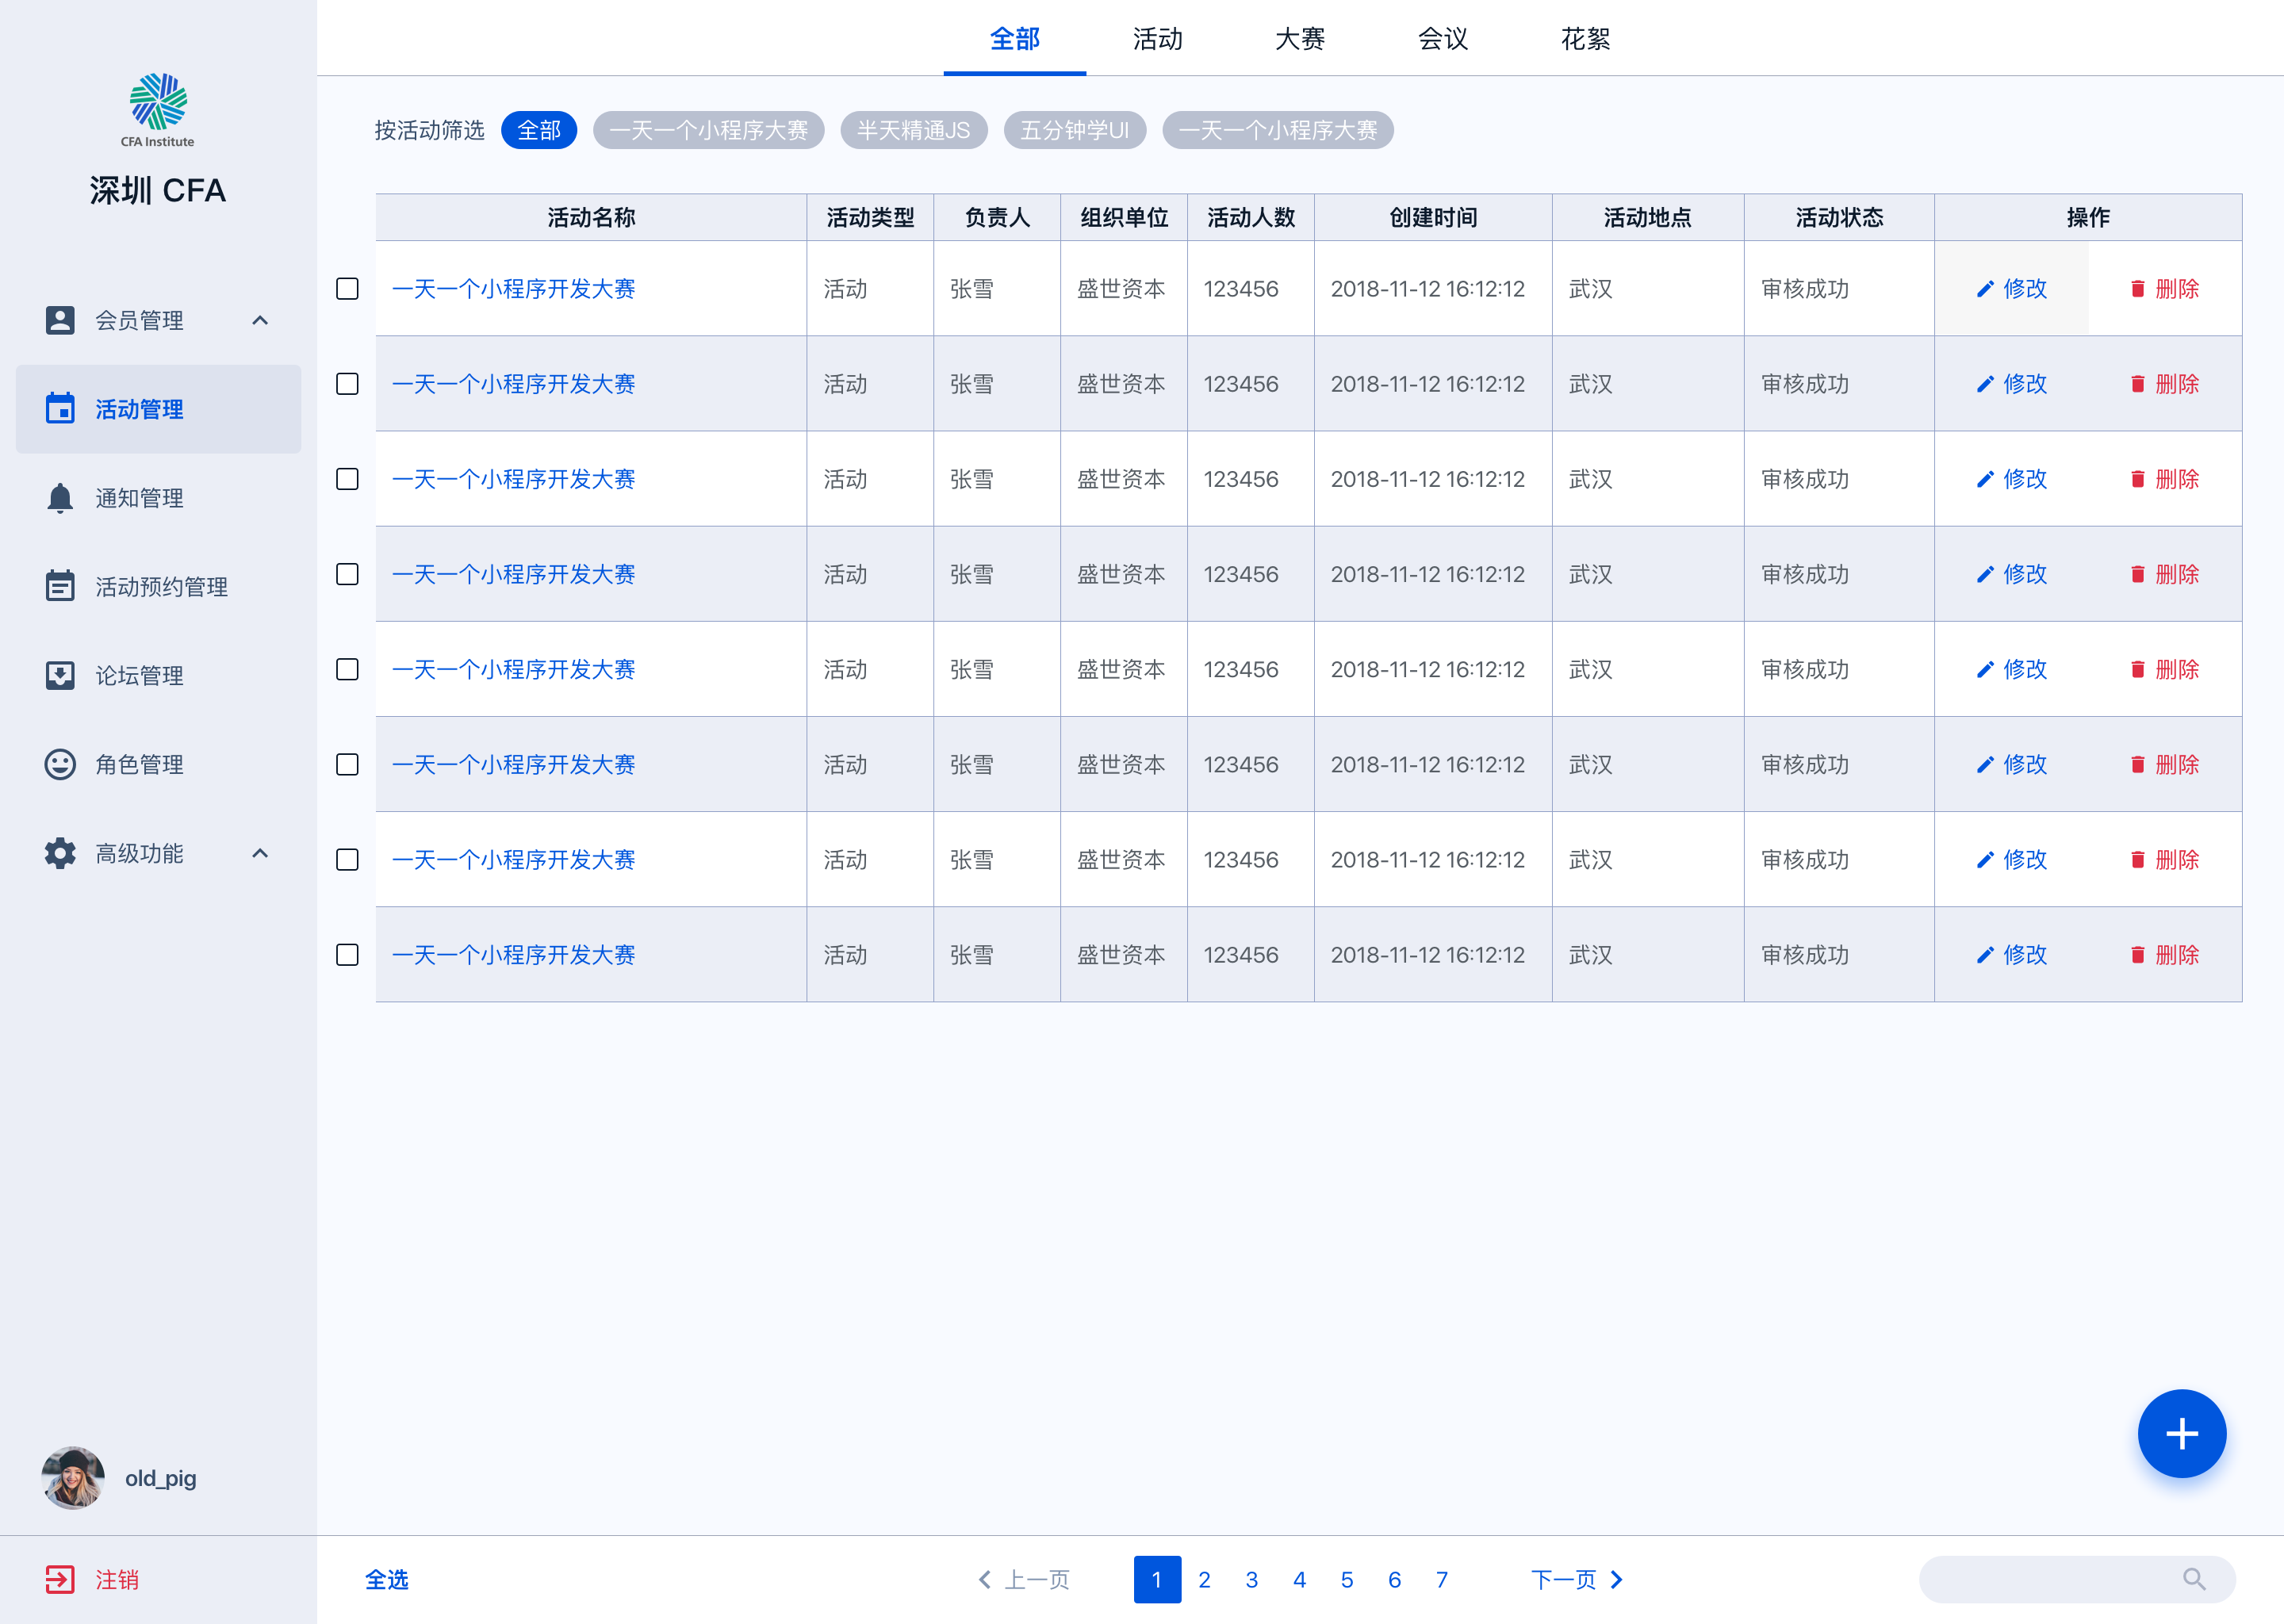 CFA Institute
深圳 CFA
会员管理
活动管理
通知管理
活动预约管理
论坛管理
角色管理
高级功能
old_pig
注销
全部 活动 大赛 会议 花絮
按活动筛选 全部 一天一个小程序大赛 半天精通JS 五分钟学UI 一天一个小程序大赛
活动名称 活动类型 负责人 组织单位 活动人数 创建时间 活动地点 活动状态 操作
一天一个小程序开发大赛 活动 张雪 盛世资本 123456 2018-11-12 16:12:12 武汉 审核成功 修改 删除
一天一个小程序开发大赛 活动 张雪 盛世资本 123456 2018-11-12 16:12:12 武汉 审核成功 修改 删除
一天一个小程序开发大赛 活动 张雪 盛世资本 123456 2018-11-12 16:12:12 武汉 审核成功 修改 删除
一天一个小程序开发大赛 活动 张雪 盛世资本 123456 2018-11-12 16:12:12 武汉 审核成功 修改 删除
一天一个小程序开发大赛 活动 张雪 盛世资本 123456 2018-11-12 16:12:12 武汉 审核成功 修改 删除
一天一个小程序开发大赛 活动 张雪 盛世资本 123456 2018-11-12 16:12:12 武汉 审核成功 修改 删除
一天一个小程序开发大赛 活动 张雪 盛世资本 123456 2018-11-12 16:12:12 武汉 审核成功 修改 删除
一天一个小程序开发大赛 活动 张雪 盛世资本 123456 2018-11-12 16:12:12 武汉 审核成功 修改 删除
全选 上一页 1 2 3 4 5 6 7 下一页